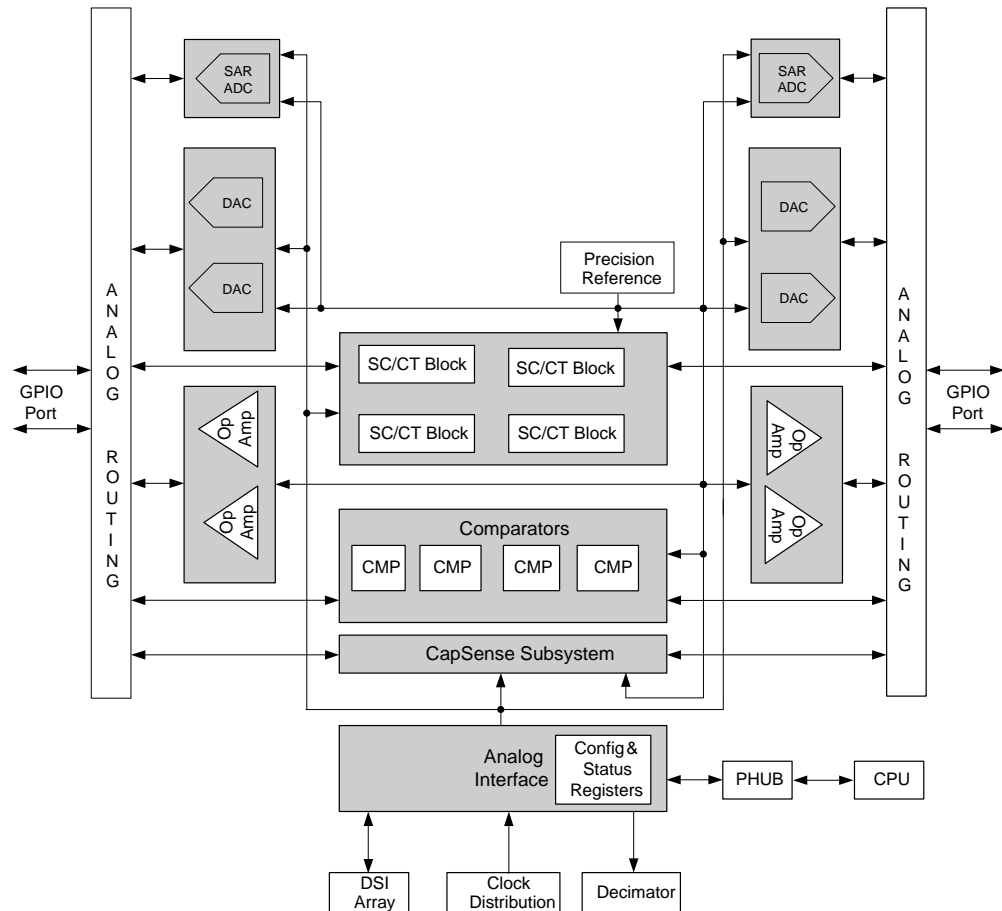 SAR
ADC
SAR
ADC
DAC
DAC
DAC
DAC
Precision
Reference
A
N
A
L
O
G
R
O
U
T
I
N
G
A
N
A
L
O
G
R
O
U
T
I
N
G
GPIO
Port
GPIO
Port
SC/CT Block
SC/CT Block
SC/CT Block
SC/CT Block
Op
Amp
Op
Amp
Op
Amp
Op
Amp
Comparators
CMP
CMP
CMP
CMP
CapSense Subsystem
Analog
Interface
Config &
Status
Registers
PHUB
CPU
DSI
Array
Clock
Distribution
Decimator